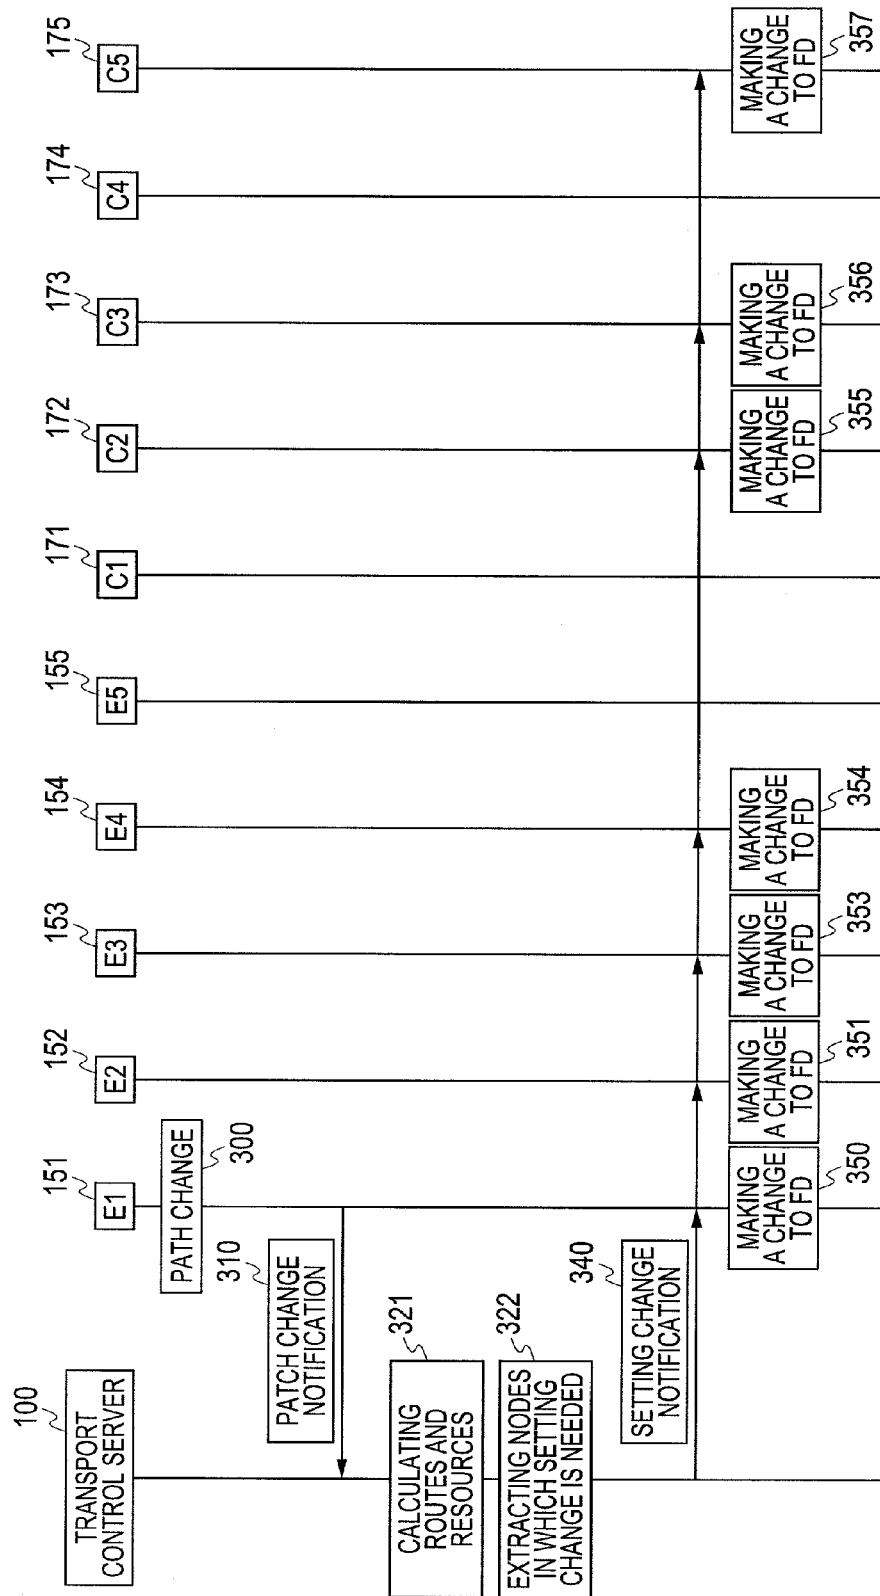 100
TRANSPORT
CONTROL SERVER
151
E1
152
E2
153
E3
154
E4
155
E5
171
C1
172
C2
173
C3
174
C4
175
C5
PATH CHANGE
300
310
PATCH CHANGE
NOTIFICATION
321
CALCULATING
ROUTES AND
RESOURCES
322
EXTRACTING NODES
IN WHICH SETTING
CHANGE IS NEEDED
340
SETTING CHANGE
NOTIFICATION
MAKING
A CHANGE
TO FD
350
MAKING
A CHANGE
TO FD
351
MAKING
A CHANGE
TO FD
353
MAKING
A CHANGE
TO FD
354
MAKING
A CHANGE
TO FD
355
MAKING
A CHANGE
TO FD
356
MAKING
A CHANGE
TO FD
357